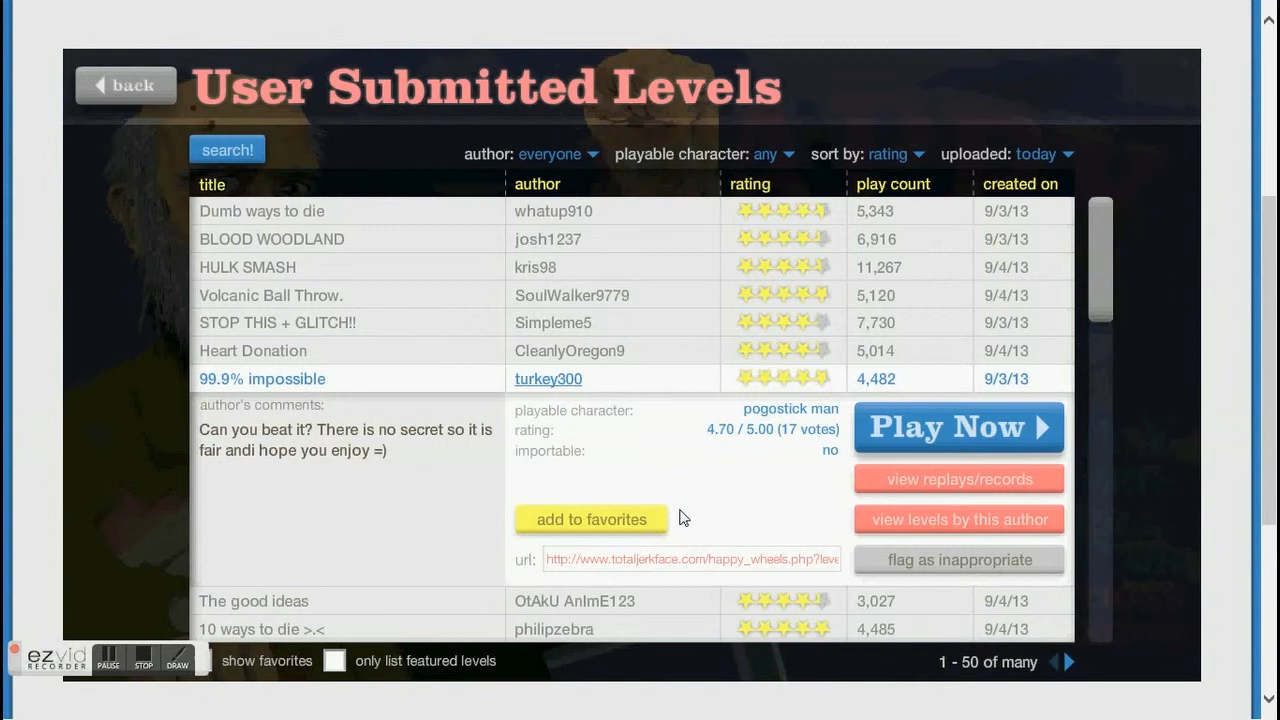 back
User Submitted Levels
search!
author: everyone playable character: any sort by: rating uploaded: today
title author rating play count created on
Dumb ways to die whatup910 5,343 9/3/13
BLOOD WOODLAND josh1237 6,916 9/3/13
HULK SMASH kris98 11,267 9/4/13
Volcanic Ball Throw. SoulWalker9779 5,120 9/4/13
STOP THIS + GLITCH!! Simpleme5 7,730 9/3/13
Heart Donation CleanlyOregon9 5,014 9/4/13
99.9% impossible turkey300 4,482 9/3/13
author's comments:
Can you beat it? There is no secret so it is
fair andi hope you enjoy =)
playable character: pogostick man
rating: 4.70 / 5.00 (17 votes)
importable: no
Play Now
view replays/records
add to favorites
view levels by this author
url: http://www.totaljerkface.com/happy_wheels.php?leve
flag as inappropriate
The good ideas OtAkU AnImE123 3,027 9/4/13
10 ways to die >.< philipzebra 4,485 9/4/13
ezvid
RECORDER
PAUSE STOP DRAW
show favorites only list featured levels 1 - 50 of many